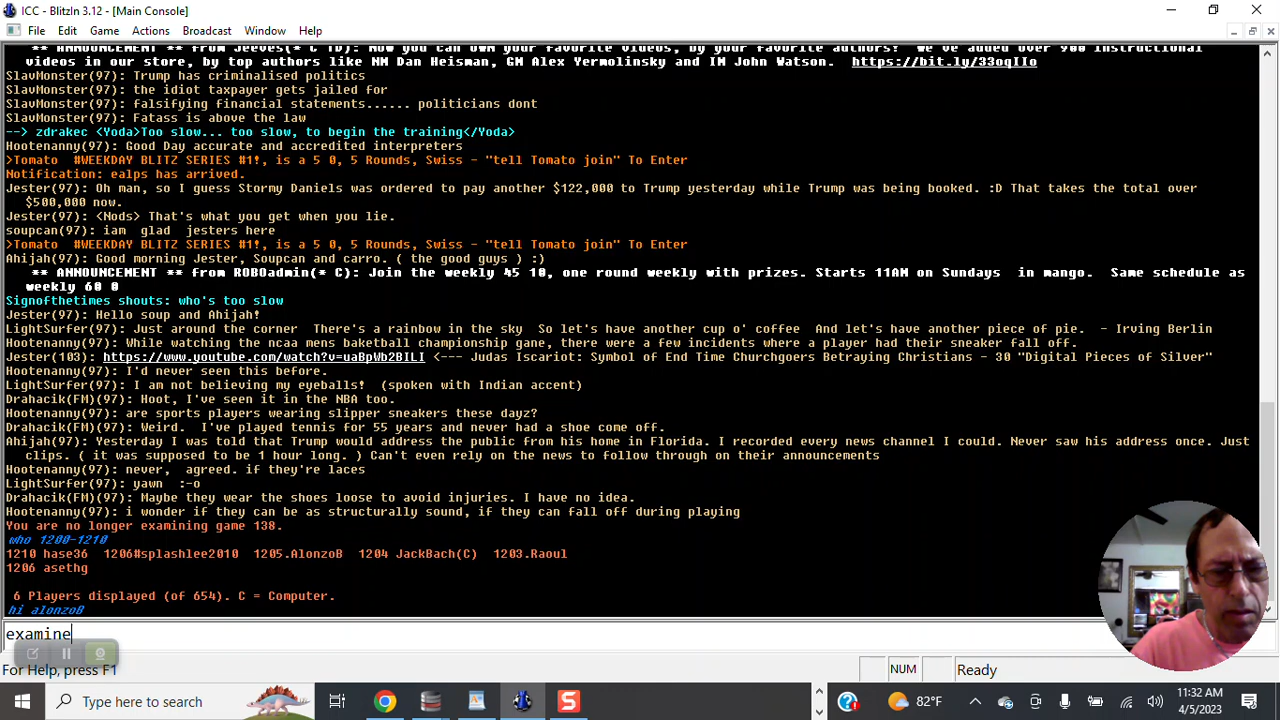 ICC - BlitzIn 3.12 - [Main Console]
File Edit Game Actions Broadcast Window Help
** ANNOUNCEMENT ** from Jeeves(* C TD): Now you can own your favorite videos, by your favorite authors! We've added over 900 instructional
videos in our store, by top authors like NM Dan Heisman, GM Alex Yermolinsky and IM John Watson. https://bit.ly/33oqIIo
SlavMonster(97): Trump has criminalised politics
SlavMonster(97): the idiot taxpayer gets jailed for
SlavMonster(97): falsifying financial statements...... politicians dont
SlavMonster(97): Fatass is above the law
--> zdrakec <Yoda>Too slow... too slow, to begin the training</Yoda>
Hootenanny(97): Good Day accurate and accredited interpreters
>Tomato #WEEKDAY BLITZ SERIES #1!, is a 5 0, 5 Rounds, Swiss - "tell Tomato join" To Enter
Notification: ealps has arrived.
Jester(97): Oh man, so I guess Stormy Daniels was ordered to pay another $122,000 to Trump yesterday while Trump was being booked. :D That takes the total over
$500,000 now.
Jester(97): <Nods> That's what you get when you lie.
soupcan(97): iam glad jesters here
>Tomato #WEEKDAY BLITZ SERIES #1!, is a 5 0, 5 Rounds, Swiss - "tell Tomato join" To Enter
Ahijah(97): Good morning Jester, Soupcan and carro. ( the good guys ) :)
** ANNOUNCEMENT ** from ROBOadmin(* C): Join the weekly 45 10, one round weekly with prizes. Starts 11AM on Sundays in mango. Same schedule as
weekly 60 0
Signofthetimes shouts: who's too slow
Jester(97): Hello soup and Ahijah!
LightSurfer(97): Just around the corner There's a rainbow in the sky So let's have another cup o' coffee And let's have another piece of pie. - Irving Berlin
Hootenanny(97): While watching the ncaa mens baketball championship gane, there were a few incidents where a player had their sneaker fall off.
Jester(103): https://www.youtube.com/watch?v=uaBpWb2BILI <--- Judas Iscariot: Symbol of End Time Churchgoers Betraying Christians - 30 "Digital Pieces of Silver"
Hootenanny(97): I'd never seen this before.
LightSurfer(97): I am not believing my eyeballs! (spoken with Indian accent)
Drahacik(FM)(97): Hoot, I've seen it in the NBA too.
Hootenanny(97): are sports players wearing slipper sneakers these dayz?
Drahacik(FM)(97): Weird. I've played tennis for 55 years and never had a shoe come off.
Ahijah(97): Yesterday I was told that Trump would address the public from his home in Florida. I recorded every news channel I could. Never saw his address once. Just
clips. ( it was supposed to be 1 hour long. ) Can't even rely on the news to follow through on their announcements
Hootenanny(97): never, agreed. if they're laces
LightSurfer(97): yawn :-o
Drahacik(FM)(97): Maybe they wear the shoes loose to avoid injuries. I have no idea.
Hootenanny(97): i wonder if they can be as structurally sound, if they can fall off during playing
You are no longer examining game 138.
who 1200-1210
1210 hase36 1206#splashlee2010 1205.AlonzoB 1204 JackBach(C) 1203.Raoul
1206 asethg
6 Players displayed (of 654). C = Computer.
hi alonzoB
examine
For Help, press F1
NUM
Ready
Type here to search
82°F
11:32 AM
4/5/2023